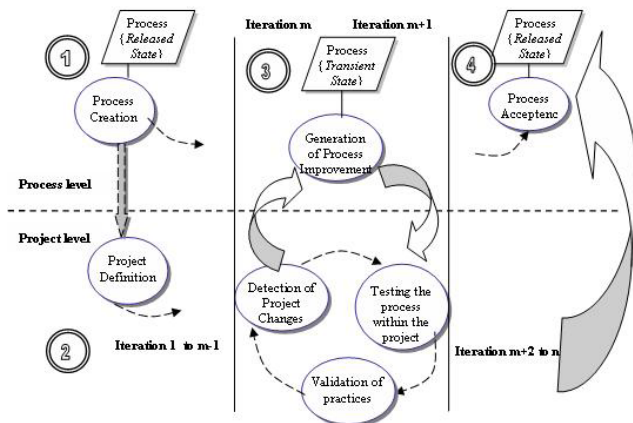 1
Process
{Released
State}
Process
Creation
Process level
Project level
Project
Definition
2
Iteration 1 to m-1
Iteration m
Iteration m+1
3
Process
{Transient
State}
Generation
of Process
Improvement
Detection of
Project
Changes
Testing the
process within
the project
Validation of
practices
4
Process
{Released
State}
Process
Acceptenc
Iteration m+2 to n